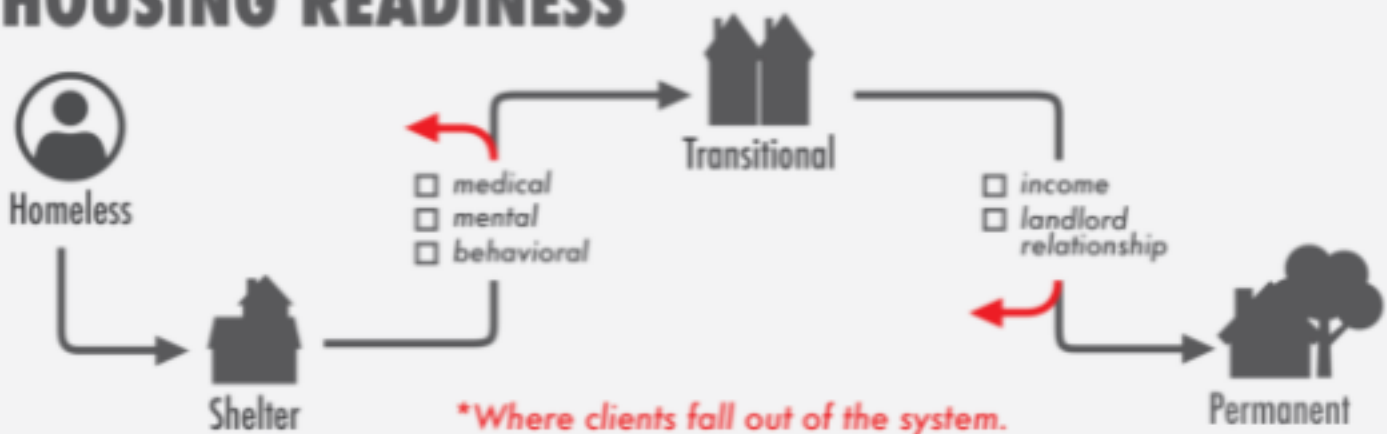 HOUSING READINESS
Homeless
Shelter
☐ medical
☐ mental
☐ behavioral
Transitional
☐ income
☐ landlord
relationship
Permanent
*Where clients fall out of the system.